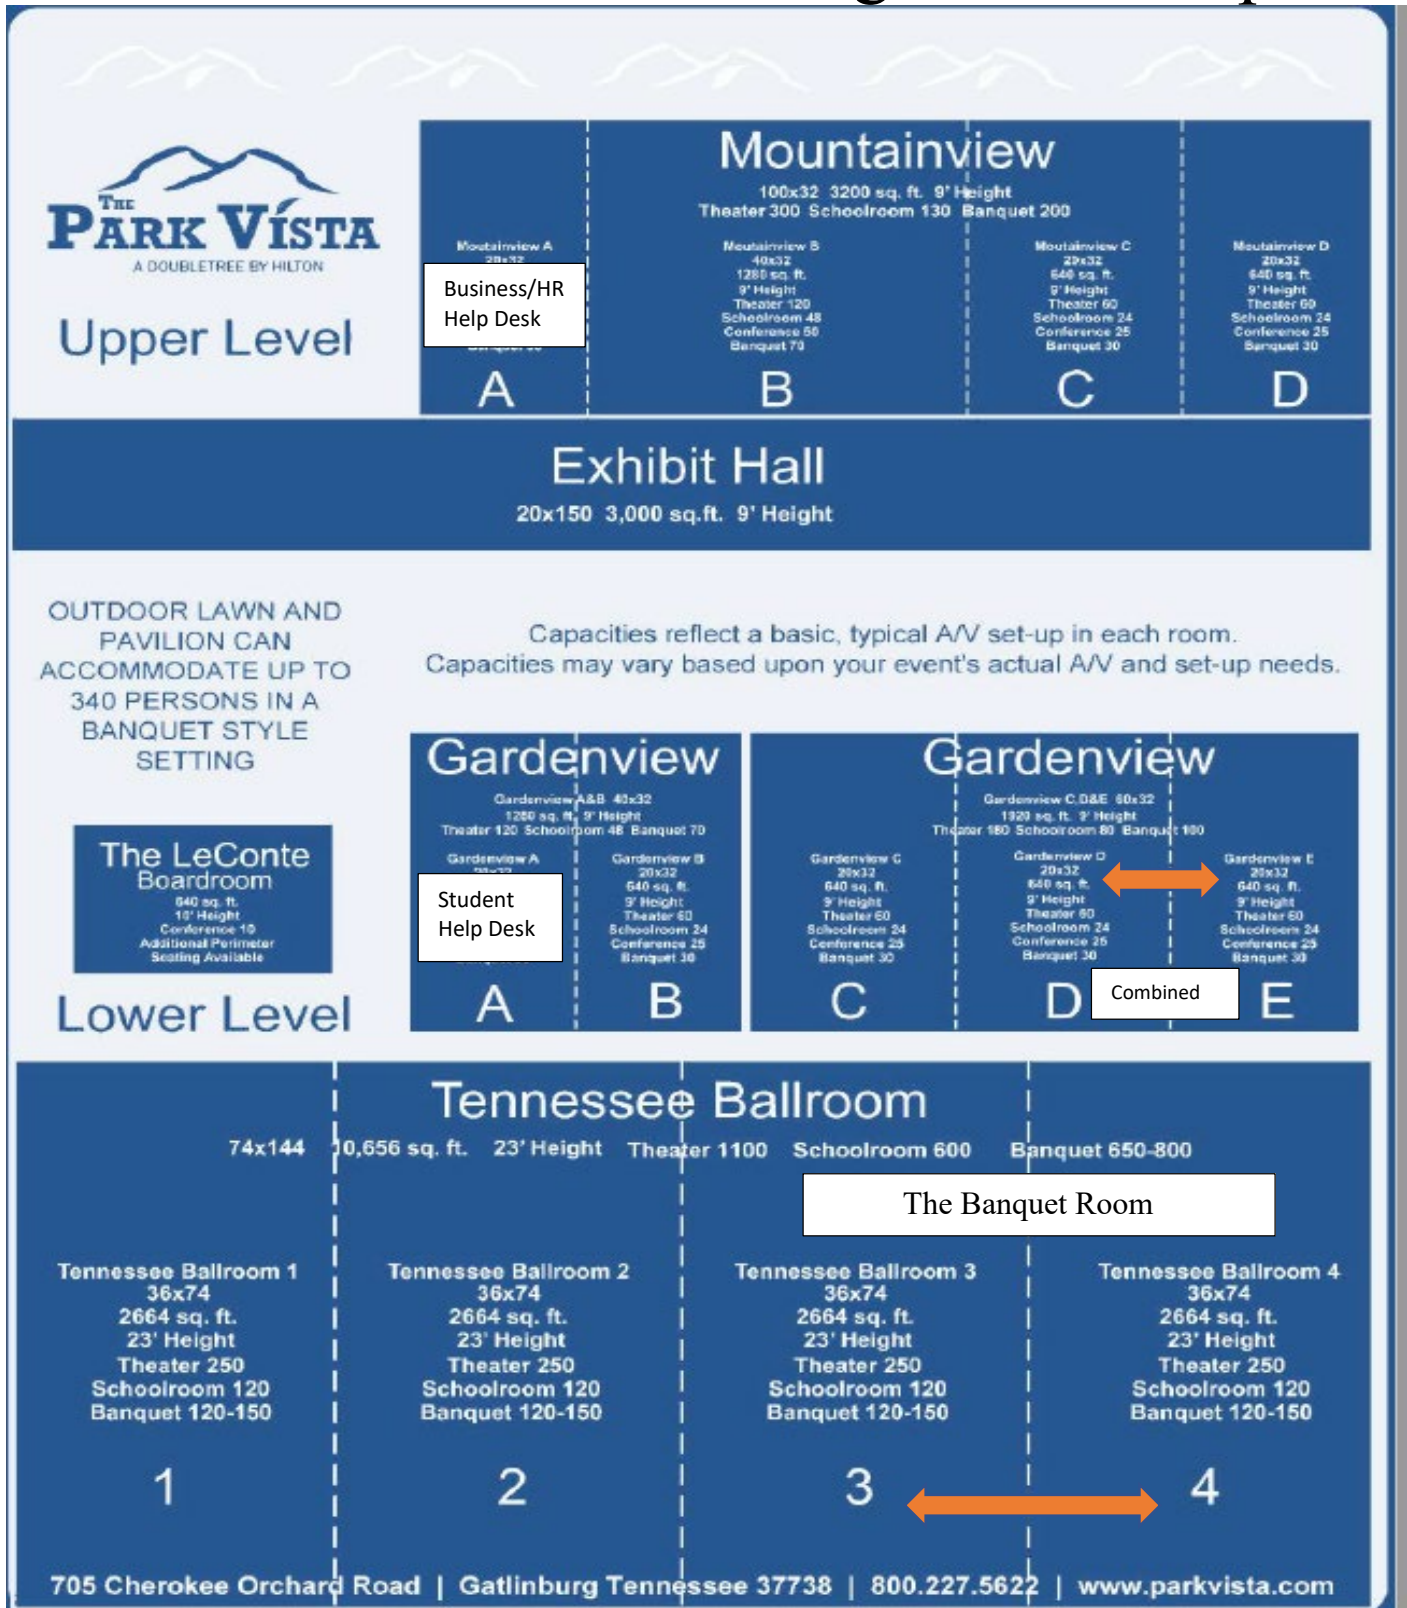 THE
PARK VISTA
A DOUBLETREE BY HILTON
Upper Level
Mountainview
100x32 3200 sq. ft. 9' Height
Theater 300 Schoolroom 130 Banquet 200
Moutainview A
20x32
Business/HR
Help Desk
A
Moutainview B
40x32
1280 sq. ft.
9' Height
Theater 120
Schoolroom 48
Conference 50
Banquet 70
B
Moutainview C
20x32
640 sq. ft.
9' Height
Theater 60
Schoolroom 24
Conference 25
Banquet 30
C
Moutainview D
20x32
640 sq. ft.
9' Height
Theater 60
Schoolroom 24
Conference 25
Banquet 30
D
Exhibit Hall
20x150 3,000 sq.ft. 9' Height
OUTDOOR LAWN AND
PAVILION CAN
ACCOMMODATE UP TO
340 PERSONS IN A
BANQUET STYLE
SETTING
Capacities reflect a basic, typical A/V set-up in each room.
Capacities may vary based upon your event's actual A/V and set-up needs.
The LeConte
Boardroom
640 sq. ft.
10' Height
Conference 10
Additional Perimeter
Seating Available
Lower Level
Gardenview
Gardenview A&B 40x32
1280 sq. ft. 9' Height
Theater 120 Schoolroom 48 Banquet 70
Gardenview A
20x32
Student
Help Desk
A
Gardenview B
20x32
640 sq. ft.
9' Height
Theater 60
Schoolroom 24
Conference 25
Banquet 30
B
Gardenview
Gardenview C,D&E 60x32
1920 sq. ft. 9' Height
Theater 180 Schoolroom 80 Banquet 100
Gardenview C
20x32
640 sq. ft.
9' Height
Theater 60
Schoolroom 24
Conference 25
Banquet 30
C
Gardenview D
20x32
640 sq. ft.
9' Height
Theater 60
Schoolroom 24
Conference 25
Banquet 30
D
Combined
Gardenview E
20x32
640 sq. ft.
9' Height
Theater 60
Schoolroom 24
Conference 25
Banquet 30
E
Tennessee Ballroom
74x144 10,656 sq. ft. 23' Height Theater 1100 Schoolroom 600 Banquet 650-800
The Banquet Room
Tennessee Ballroom 1
36x74
2664 sq. ft.
23' Height
Theater 250
Schoolroom 120
Banquet 120-150
1
Tennessee Ballroom 2
36x74
2664 sq. ft.
23' Height
Theater 250
Schoolroom 120
Banquet 120-150
2
Tennessee Ballroom 3
36x74
2664 sq. ft.
23' Height
Theater 250
Schoolroom 120
Banquet 120-150
3
Tennessee Ballroom 4
36x74
2664 sq. ft.
23' Height
Theater 250
Schoolroom 120
Banquet 120-150
4
705 Cherokee Orchard Road | Gatlinburg Tennessee 37738 | 800.227.5622 | www.parkvista.com